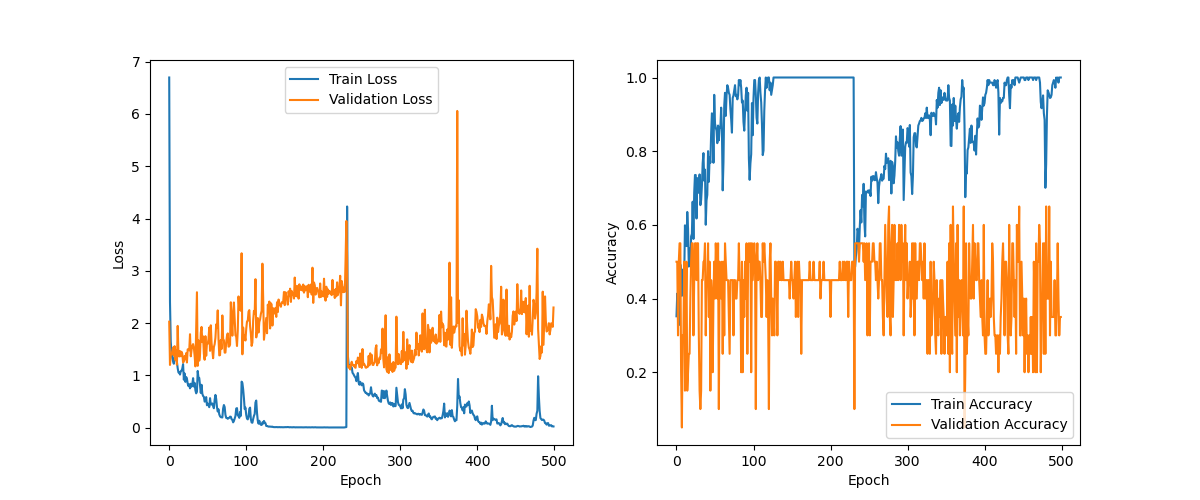 7
6
5
4
3
2
1
0
Loss
Train Loss
Validation Loss
0 100 200 300 400 500
Epoch
1.0
0.8
0.6
0.4
0.2
Accuracy
Train Accuracy
Validation Accuracy
0 100 200 300 400 500
Epoch